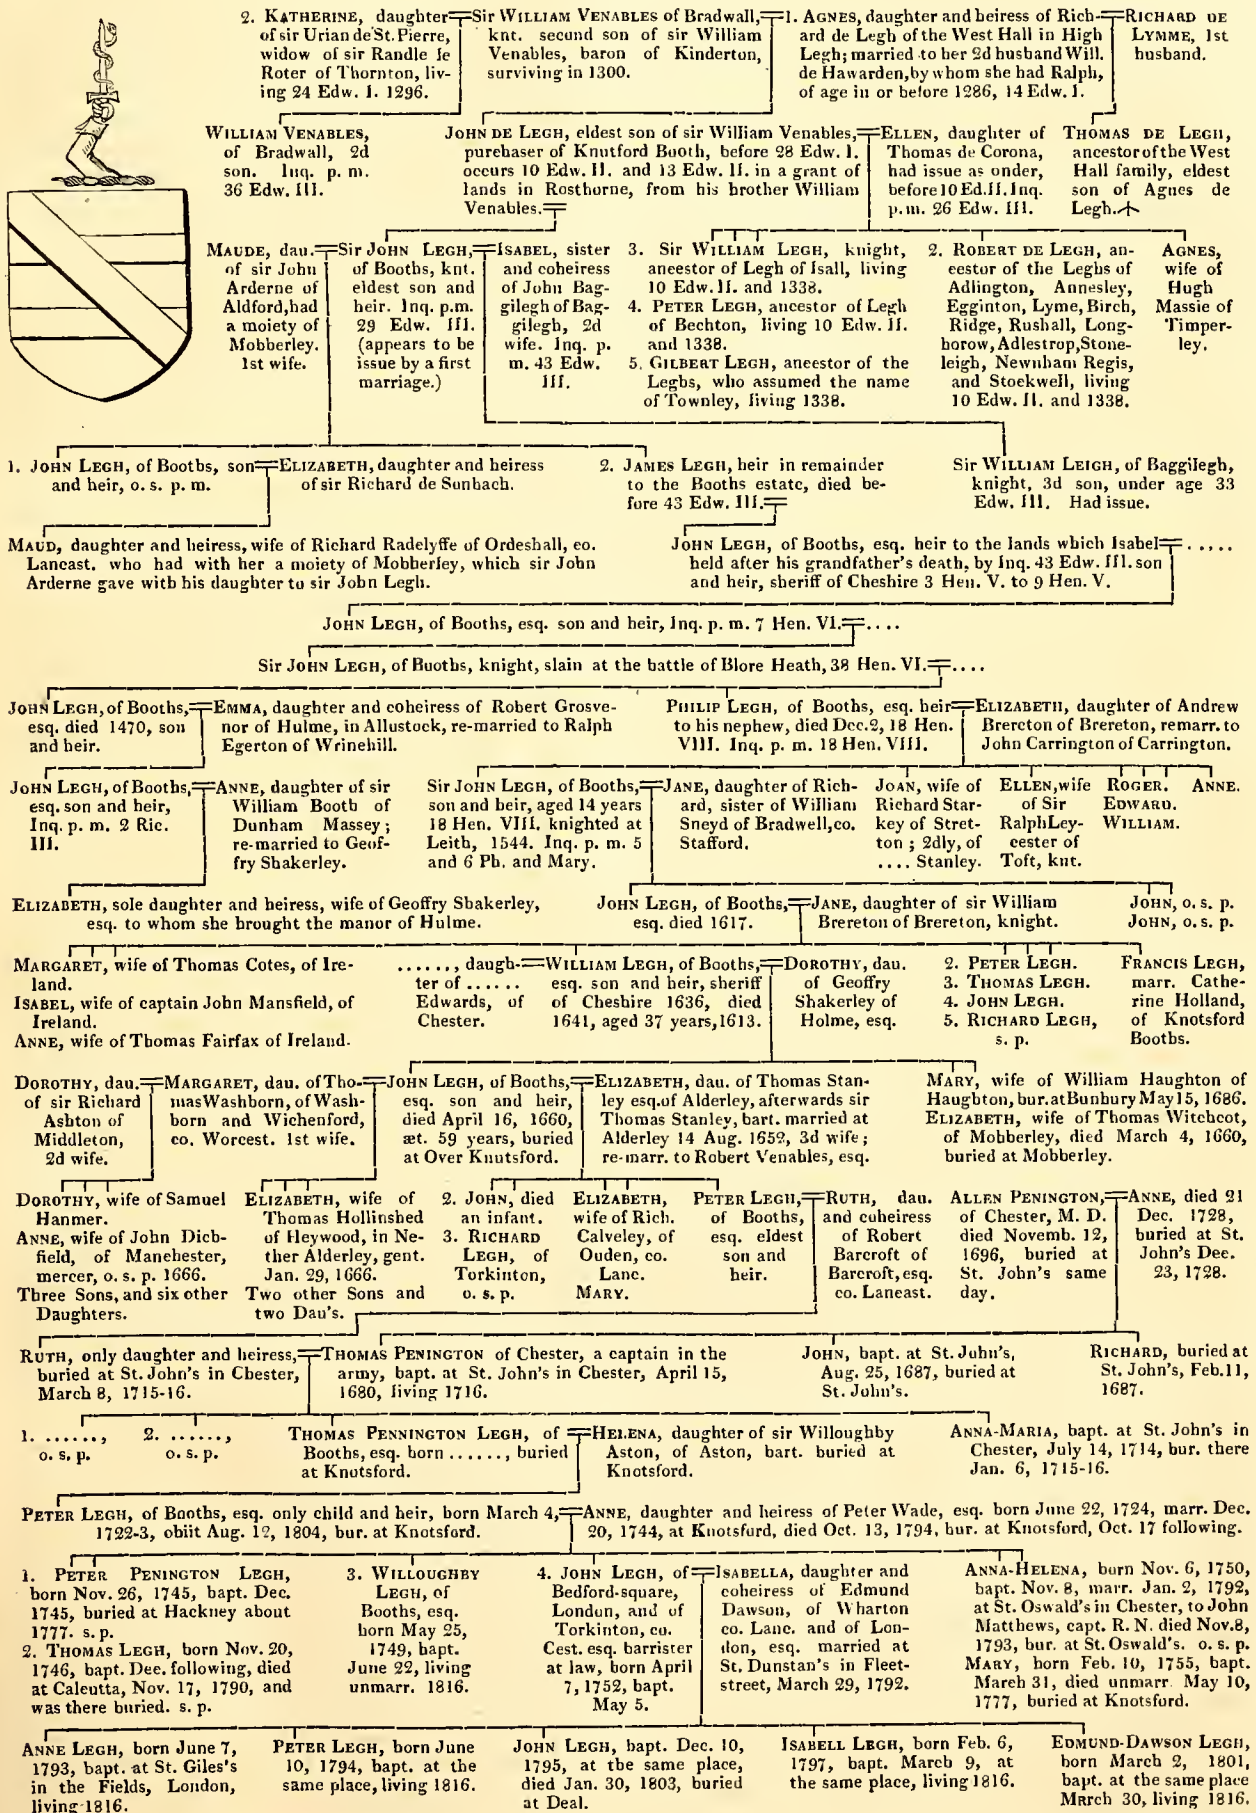 2. KATHERINE, daughter
of sir Urian de St. Pierre,
widow of sir Randle le
Roter of Thornton, liv-
ing 24 Edw. I. 1296.
Sir WILLIAM VENABLES of Bradwall,
knt. second son of sir William
Venables, baron of Kinderton,
surviving in 1300.
1. AGNES, daughter and heiress of Rich-
ard de Legh of the West Hall in High
Legh; married to her 2d husband Will.
de Hawarden, by whom she had Ralph,
of age in or before 1286, 14 Edw. I.
RICHARD DE
LYMME, 1st
husband.
WILLIAM VENABLES,
of Bradwall, 2d
son. Inq. p. m.
36 Edw. III.
JOHN DE LEGH, eldest son of sir William Venables,
purchaser of Knutford Booth, before 28 Edw. I.
occurs 10 Edw. II. and 13 Edw. II. in a grant of
lands in Rosthorne, from his brother William
Venables.
ELLEN, daughter of
Thomas de Corona,
had issue as onder,
before 10 Ed. II. Inq.
p. m. 26 Edw. III.
THOMAS DE LEGH,
ancestor of the West
Hall family, eldest
son of Agnes de
Legh.
MAUDE, dau.
of sir John
Arderne of
Aldford, had
a moiety of
Mobberley.
1st wife.
Sir JOHN LEGH,
of Booths, knt.
eldest son and
heir. Inq. p.m.
29 Edw. III.
(appears to be
issue by a first
marriage.)
ISABEL, sister
and coheiress
of John Bag-
gilegh of Bag-
gilegh, 2d
wife. Inq. p.
m. 43 Edw.
III.
3. Sir WILLIAM LEGH, knight,
ancestor of Legh of Isall, living
10 Edw. II. and 1338.
4. PETER LEGH, ancestor of Legh
of Bechton, living 10 Edw. II.
and 1338.
5. GILBERT LEGH, ancestor of the
Leghs, who assumed the name
of Townley, living 1338.
2. ROBERT DE LEGH, an-
cestor of the Leghs of
Adlington, Annesley,
Egginton, Lyme, Birch,
Ridge, Rushall, Long-
borow, Adlestrop, Stone-
leigh, Newnham Regis,
and Stockwell, living
10 Edw. II. and 1338.
AGNES,
wife of
Hugh
Massie of
Timper-
ley.
1. JOHN LEGH, of Booths, son
and heir, o. s. p. m.
ELIZABETH, daughter and heiress
of sir Richard de Sonbach.
2. JAMES LEGH, heir in remainder
to the Booths estate, died be-
fore 43 Edw. III.
Sir WILLIAM LEIGH, of Baggilegh,
knight, 3d son, under age 33
Edw. III. Had issue.
MAUD, daughter and heiress, wife of Richard Radelyffe of Ordeshall, co.
Lancast. who had with her a moiety of Mobberley, which sir John
Arderne gave with his daughter to sir John Legh.
JOHN LEGH, of Booths, esq. heir to the lands which Isabel
held after his grandfather's death, by Inq. 43 Edw. III. son
and heir, sheriff of Cheshire 3 Hen. V. to 9 Hen. V.
.....
JOHN LEGH, of Booths, esq. son and heir, Inq. p. m. 7 Hen. VI. ....
Sir JOHN LEGH, of Booths, knight, slain at the battle of Blore Heath, 38 Hen. VI. ....
JOHN LEGH, of Booths,
esq. died 1470, son
and heir.
EMMA, daughter and coheiress of Robert Grosve-
nor of Hulme, in Allustock, re-married to Ralph
Egerton of Wrinehill.
PHILIP LEGH, of Booths, esq. heir
to his nephew, died Dec. 2, 18 Hen.
VIII. Inq. p. m. 18 Hen. VIII.
ELIZABETH, daughter of Andrew
Brereton of Brereton, remarr. to
John Carrington of Carrington.
JOHN LEGH, of Booths,
esq. son and heir,
Inq. p. m. 2 Ric.
III.
ANNE, daughter of sir
William Booth of
Dunham Massey;
re-married to Geof-
fry Shakerley.
Sir JOHN LEGH, of Booths,
son and heir, aged 14 years
18 Hen. VIII. knighted at
Leith, 1544. Inq. p. m. 5
and 6 Ph. and Mary.
JANE, daughter of Rich-
ard, sister of William
Sneyd of Bradwell, co.
Stafford.
JOAN, wife of
Richard Star-
key of Stret-
ton; 2dly, of
.... Stanley.
ELLEN, wife
of Sir
Ralph Ley-
cester of
Toft, knt.
ROGER.
EDWARD.
WILLIAM.
ANNE.
ELIZABETH, sole daughter and heiress, wife of Geoffry Shakerley,
esq. to whom she brought the manor of Hulme.
JOHN LEGH, of Booths,
esq. died 1617.
JANE, daughter of sir William
Brereton of Brereton, knight.
JOHN, o. s. p.
JOHN, o. s. p.
MARGARET, wife of Thomas Cotes, of Ire-
land.
ISABEL, wife of captain John Mansfield, of
Ireland.
ANNE, wife of Thomas Fairfax of Ireland.
......, daugh-
ter of ......
Edwards, of
Chester.
WILLIAM LEGH, of Booths,
esq. son and heir, sheriff
of Cheshire 1636, died
1641, aged 37 years, 1613.
DOROTHY, dau.
of Geoffry
Shakerley of
Holme, esq.
2. PETER LEGH.
3. THOMAS LEGH.
4. JOHN LEGH.
5. RICHARD LEGH,
s. p.
FRANCIS LEGH,
marr. Cathe-
rine Holland,
of Knotsford
Booths.
DOROTHY, dau.
of sir Richard
Ashton of
Middleton,
2d wife.
MARGARET, dau. of Tho-
mas Washborn, of Wash-
born and Wichenford,
co. Worcest. 1st wife.
JOHN LEGH, of Booths,
esq. son and heir,
died April 16, 1660,
æt. 59 years, buried
at Over Knutsford.
ELIZABETH, dau. of Thomas Stan-
ley esq. of Alderley, afterwards sir
Thomas Stanley, bart. married at
Alderley 14 Aug. 1652, 3d wife;
re-marr. to Robert Venables, esq.
MARY, wife of William Haughton of
Haughton, bur. at Bunbury May 15, 1686.
ELIZABETH, wife of Thomas Witchcot,
of Mobberley, died March 4, 1660,
buried at Mobberley.
DOROTHY, wife of Samuel
Hanmer.
ANNE, wife of John Dicb-
field, of Manchester,
mercer, o. s. p. 1666.
Three Sons, and six other
Daughters.
ELIZABETH, wife of
Thomas Hollinshed
of Heywood, in Ne-
ther Alderley, gent.
Jan. 29, 1666.
Two other Sons and
two Dau's.
2. JOHN, died
an infant.
3. RICHARD
LEGH, of
Torkinton,
o. s. p.
ELIZABETH,
wife of Rich.
Calveley, of
Ouden, co.
Lanc.
MARY.
PETER LEGH,
of Booths,
esq. eldest
son and
heir.
RUTH, dau.
and coheiress
of Robert
Barcroft of
Barcroft, esq.
co. Lancast.
ALLEN PENINGTON,
of Chester, M. D.
died Novemb. 12,
1696, buried at
St. John's same
day.
ANNE, died 21
Dec. 1728,
buried at St.
John's Dec.
23, 1728.
RUTH, only daughter and heiress,
buried at St. John's in Chester,
March 8, 1715-16.
THOMAS PENINGTON of Chester, a captain in the
army, bapt. at St. John's in Chester, April 15,
1680, living 1716.
JOHN, bapt. at St. John's,
Aug. 25, 1687, buried at
St. John's.
RICHARD, buried at
St. John's, Feb. 11,
1687.
1. ......,
o. s. p.
2. ......,
o. s. p.
THOMAS PENNINGTON LEGH, of
Booths, esq. born ......, buried
at Knotsford.
HELENA, daughter of sir Willoughby
Aston, of Aston, bart. buried at
Knotsford.
ANNA-MARIA, bapt. at St. John's in
Chester, July 14, 1714, bur. there
Jan. 6, 1715-16.
PETER LEGH, of Booths, esq. only child and heir, born March 4,
1722-3, obiit Aug. 12, 1804, bur. at Knotsford.
ANNE, daughter and heiress of Peter Wade, esq. born June 22, 1724, marr. Dec.
20, 1744, at Knotsford, died Oct. 13, 1794, bur. at Knotsford, Oct. 17 following.
1. PETER PENINGTON LEGH,
born Nov. 26, 1745, bapt. Dec.
1745, buried at Hackney about
1777. s. p.
2. THOMAS LEGH, born Nov. 20,
1746, bapt. Dec. following, died
at Calcutta, Nov. 17, 1790, and
was there buried. s. p.
3. WILLOUGHBY
LEGH, of
Booths, esq.
born May 25,
1749, bapt.
June 22, living
unmarr. 1816.
4. JOHN LEGH, of
Bedford-square,
London, and of
Torkinton, co.
Cest. esq. barrister
at law, born April
7, 1752, bapt.
May 5.
ISABELLA, daughter and
coheiress of Edmund
Dawson, of Wharton
co. Lanc. and of Lon-
don, esq. married at
St. Dunstan's in Fleet-
street, March 29, 1792.
ANNA-HELENA, born Nov. 6, 1750,
bapt. Nov. 8, marr. Jan. 2, 1792,
at St. Oswald's in Chester, to John
Matthews, capt. R. N. died Nov. 8,
1793, bur. at St. Oswald's. o. s. p.
MARY, born Feb. 10, 1755, bapt.
March 31, died unmarr. May 10,
1777, buried at Knotsford.
ANNE LEGH, born June 7,
1793, bapt. at St. Giles's
in the Fields, London,
living 1816.
PETER LEGH, born June
10, 1794, bapt. at the
same place, living 1816.
JOHN LEGH, bapt. Dec. 10,
1795, at the same place,
died Jan. 30, 1803, buried
at Deal.
ISABELL LEGH, born Feb. 6,
1797, bapt. March 9, at
the same place, living 1816.
EDMUND-DAWSON LEGH,
born March 2, 1801,
bapt. at the same place
March 30, living 1816.